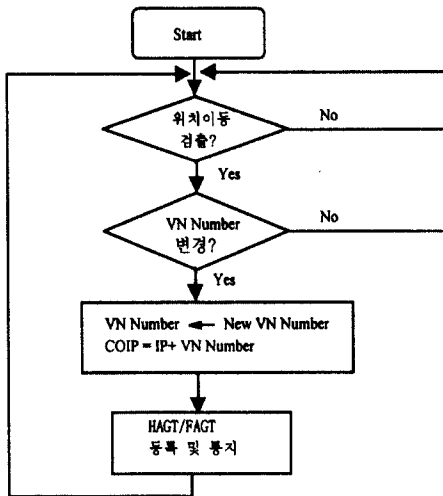 Start
위치이동
검출?
No
Yes
VN Number
변경?
No
Yes
VN Number ← New VN Number
COIP = IP+ VN Number
HAGT/FAGT
등록 및 통지